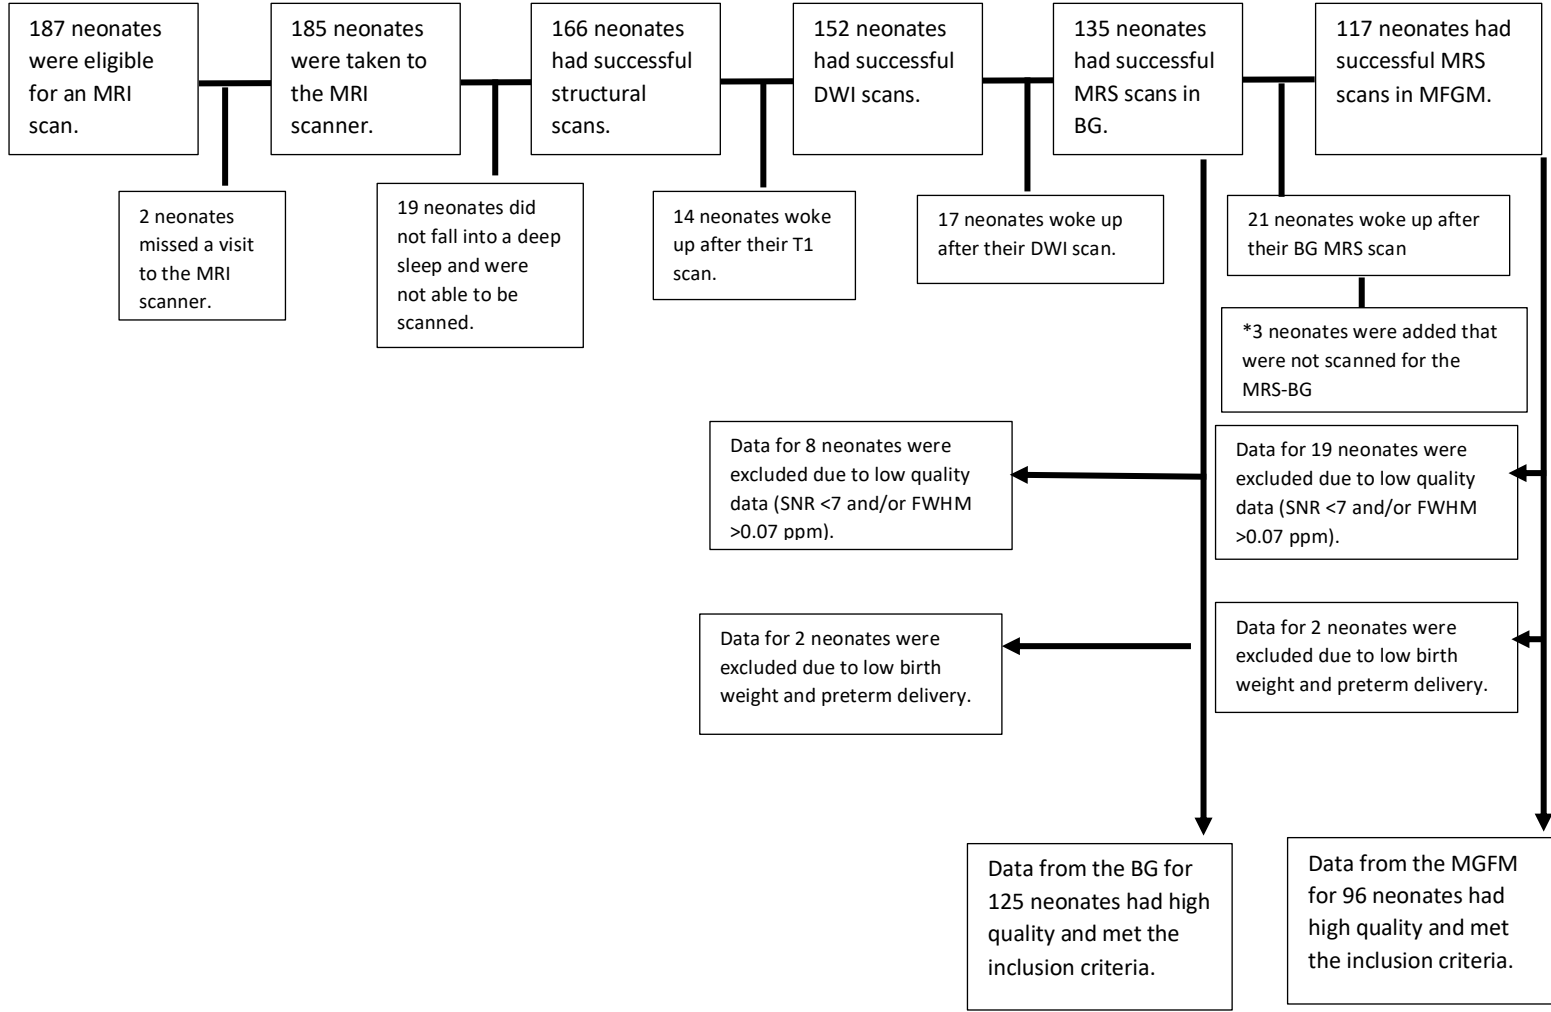 187 neonates
were eligible
for an MRI
scan.
185 neonates
were taken to
the MRI
scanner.
166 neonates
had successful
structural
scans.
152 neonates
had successful
DWI scans.
135 neonates
had successful
MRS scans in
BG.
117 neonates had
successful MRS
scans in MFGM.
2 neonates
missed a visit
to the MRI
scanner.
19 neonates did
not fall into a deep
sleep and were
not able to be
scanned.
14 neonates woke
up after their T1
scan.
17 neonates woke up
after their DWI scan.
21 neonates woke up after
their BG MRS scan
*3 neonates were added that
were not scanned for the
MRS-BG
Data for 8 neonates were
excluded due to low quality
data (SNR <7 and/or FWHM
>0.07 ppm).
Data for 19 neonates were
excluded due to low quality
data (SNR <7 and/or FWHM
>0.07 ppm).
Data for 2 neonates were
excluded due to low birth
weight and preterm delivery.
Data for 2 neonates were
excluded due to low birth
weight and preterm delivery.
Data from the BG for
125 neonates had high
quality and met the
inclusion criteria.
Data from the MGFM
for 96 neonates had
high quality and met
the inclusion criteria.